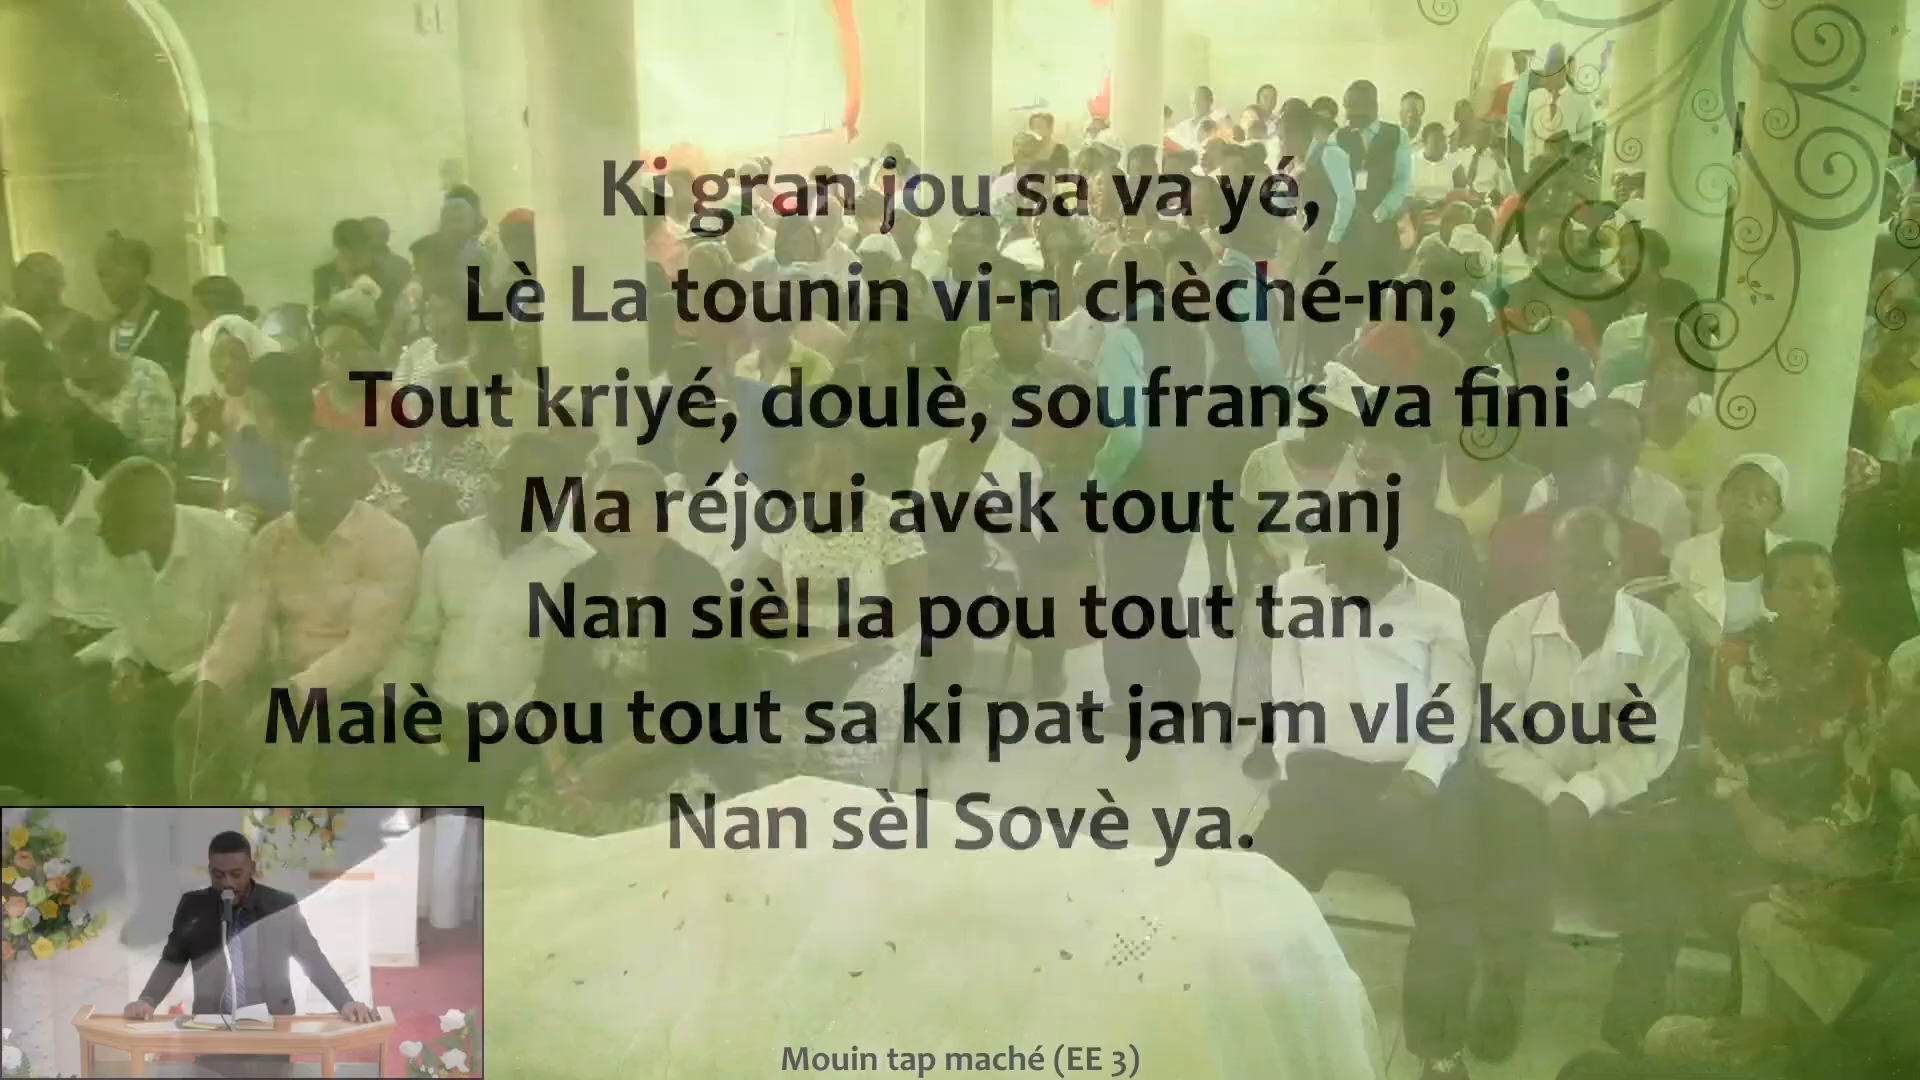 Ki gran jou sa va yé,
Lè La tounin vi-n chèché-m;
Tout kriyé, doulè, soufrans va fini
Ma réjoui avèk tout zanj
Nan sièl la pou tout tan.
Malè pou tout sa ki pat jan-m vlé kouè
Nan sèl Sovè ya.
Mouin tap maché (EE 3)